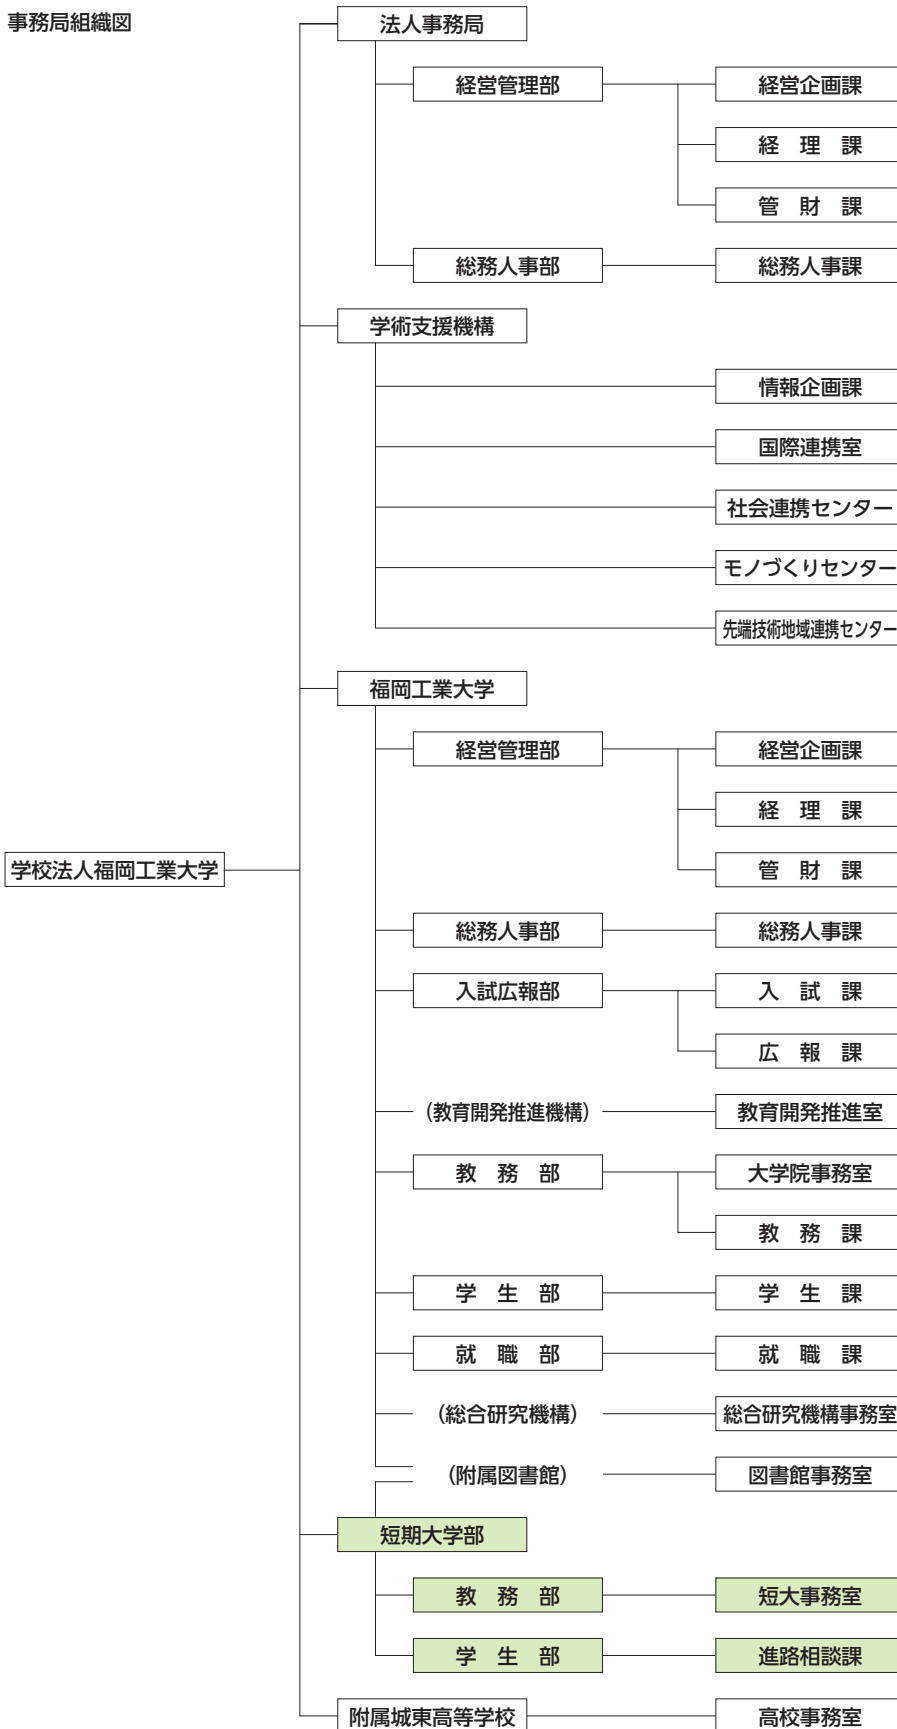 事務局組織図
法人事務局
経営管理部
経営企画課
経 理 課
管 財 課
総務人事部
総務人事課
学術支援機構
情報企画課
国際連携室
社会連携センター
モノづくりセンター
先端技術地域連携センター
福岡工業大学
経営管理部
経営企画課
経 理 課
管 財 課
学校法人福岡工業大学
総務人事部
総務人事課
入試広報部
入 試 課
広 報 課
(教育開発推進機構)
教育開発推進室
教 務 部
大学院事務室
教 務 課
学 生 部
学 生 課
就 職 部
就 職 課
(総合研究機構)
総合研究機構事務室
(附属図書館)
図書館事務室
短期大学部
教 務 部
短大事務室
学 生 部
進路相談課
附属城東高等学校
高校事務室